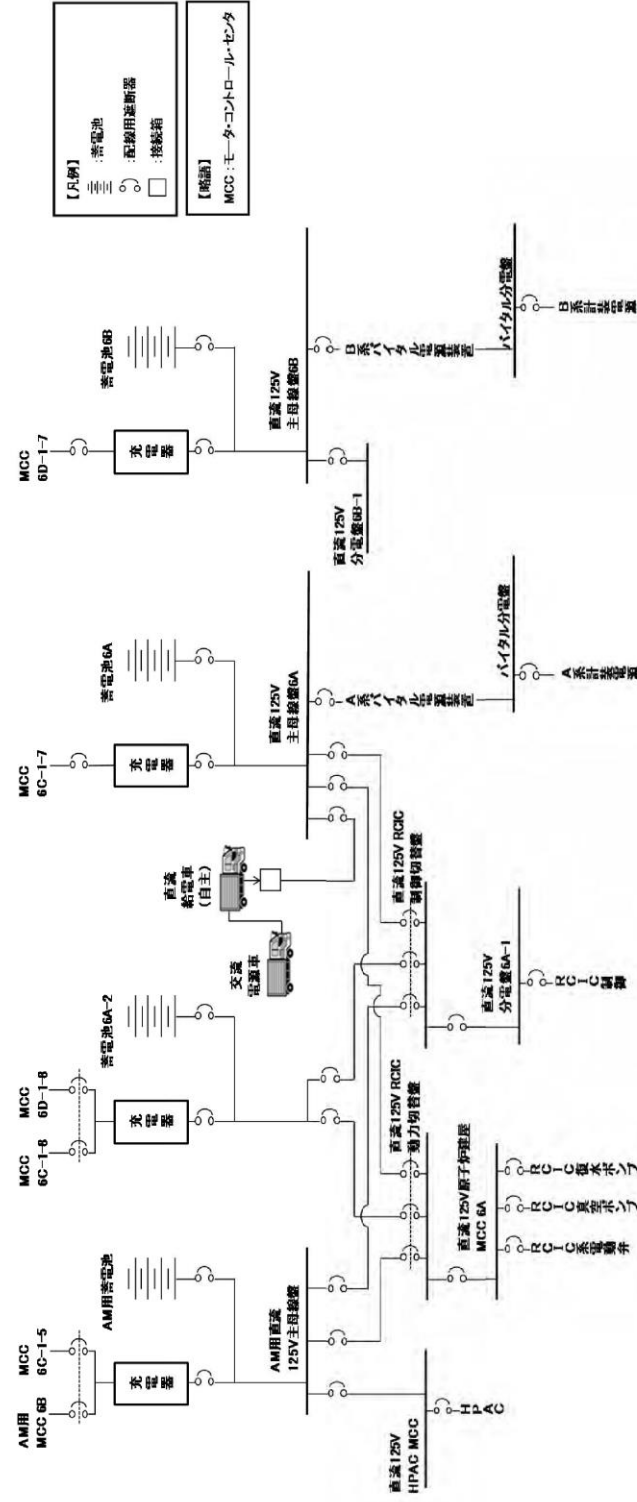 【凡例】
:蓄電池
:配線用遮断器
:接続箱
【略語】
MCC :モータ・コントロール・センタ
AM用
MCC 6B
MCC
6C-1-5
充電器
AM用蓄電池
AM用直流
125V主母線盤
直流125V
HPAC MCC
HPAC
MCC
6C-1-8
MCC
6D-1-8
充電器
蓄電池6A-2
交流
電源車
直流
給電車
(自主)
直流125V RCIC
動力切替盤
直流125V原子炉建屋
MCC 6A
RCIC系電動弁
RCIC真空ポンプ
RCIC復水ポンプ
直流125V RCIC
制御切替盤
直流125V
分電盤6A-1
RCIC制御
MCC
6C-1-7
充電器
蓄電池6A
直流125V
主母線盤6A
A系バイタル電源装置
バイタル分電盤
A系計装電源
MCC
6D-1-7
充電器
蓄電池6B
直流125V
主母線盤6B
直流125V
分電盤6B-1
B系バイタル電源装置
バイタル分電盤
B系計装電源